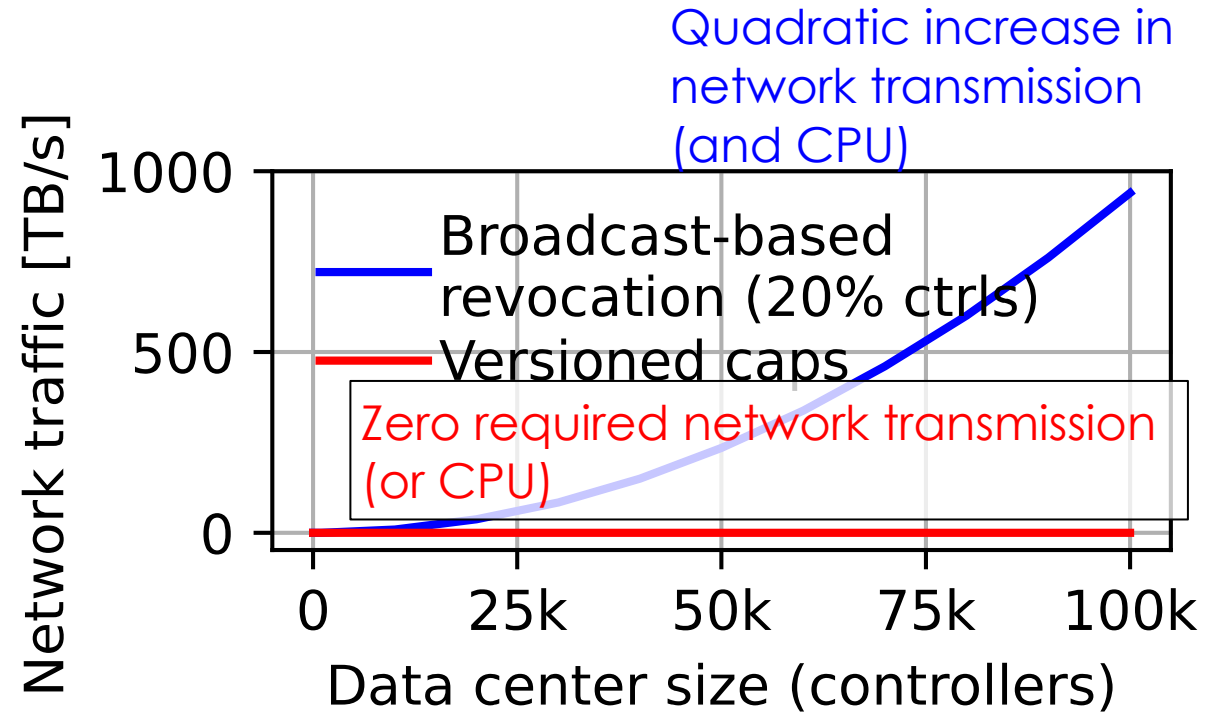 Quadratic increase in
network transmission
(and CPU)
Network traffic [TB/s]
1000
500
0
Broadcast-based
revocation (20% ctrls)
Versioned caps
Zero required network transmission
(or CPU)
0 25k 50k 75k 100k
Data center size (controllers)